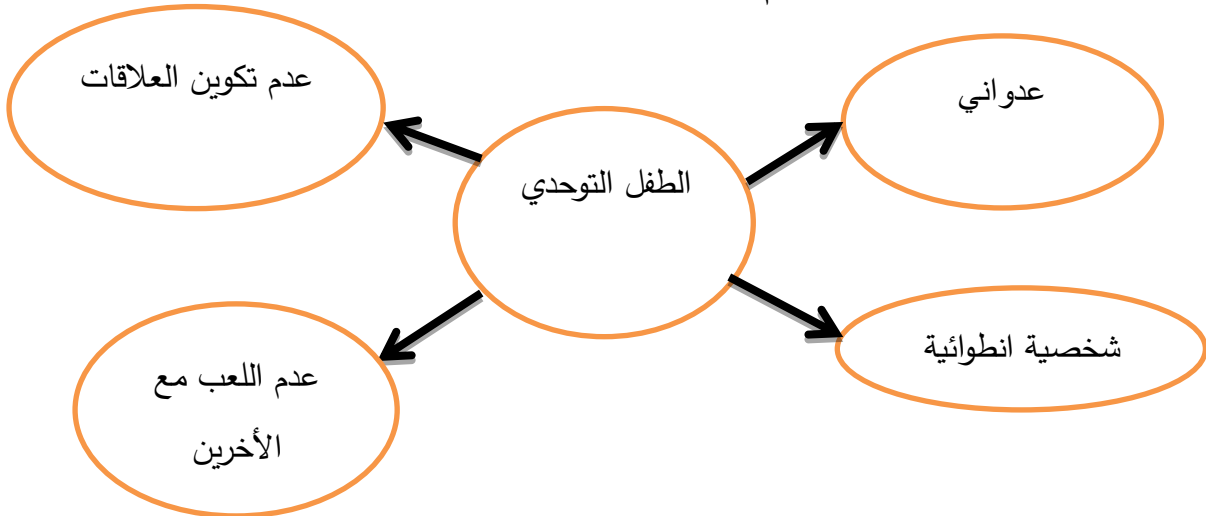 عدواني
عدم تكوين العلاقات
الطفل التوحدي
شخصية انطوائية
عدم اللعب مع
الأخرين